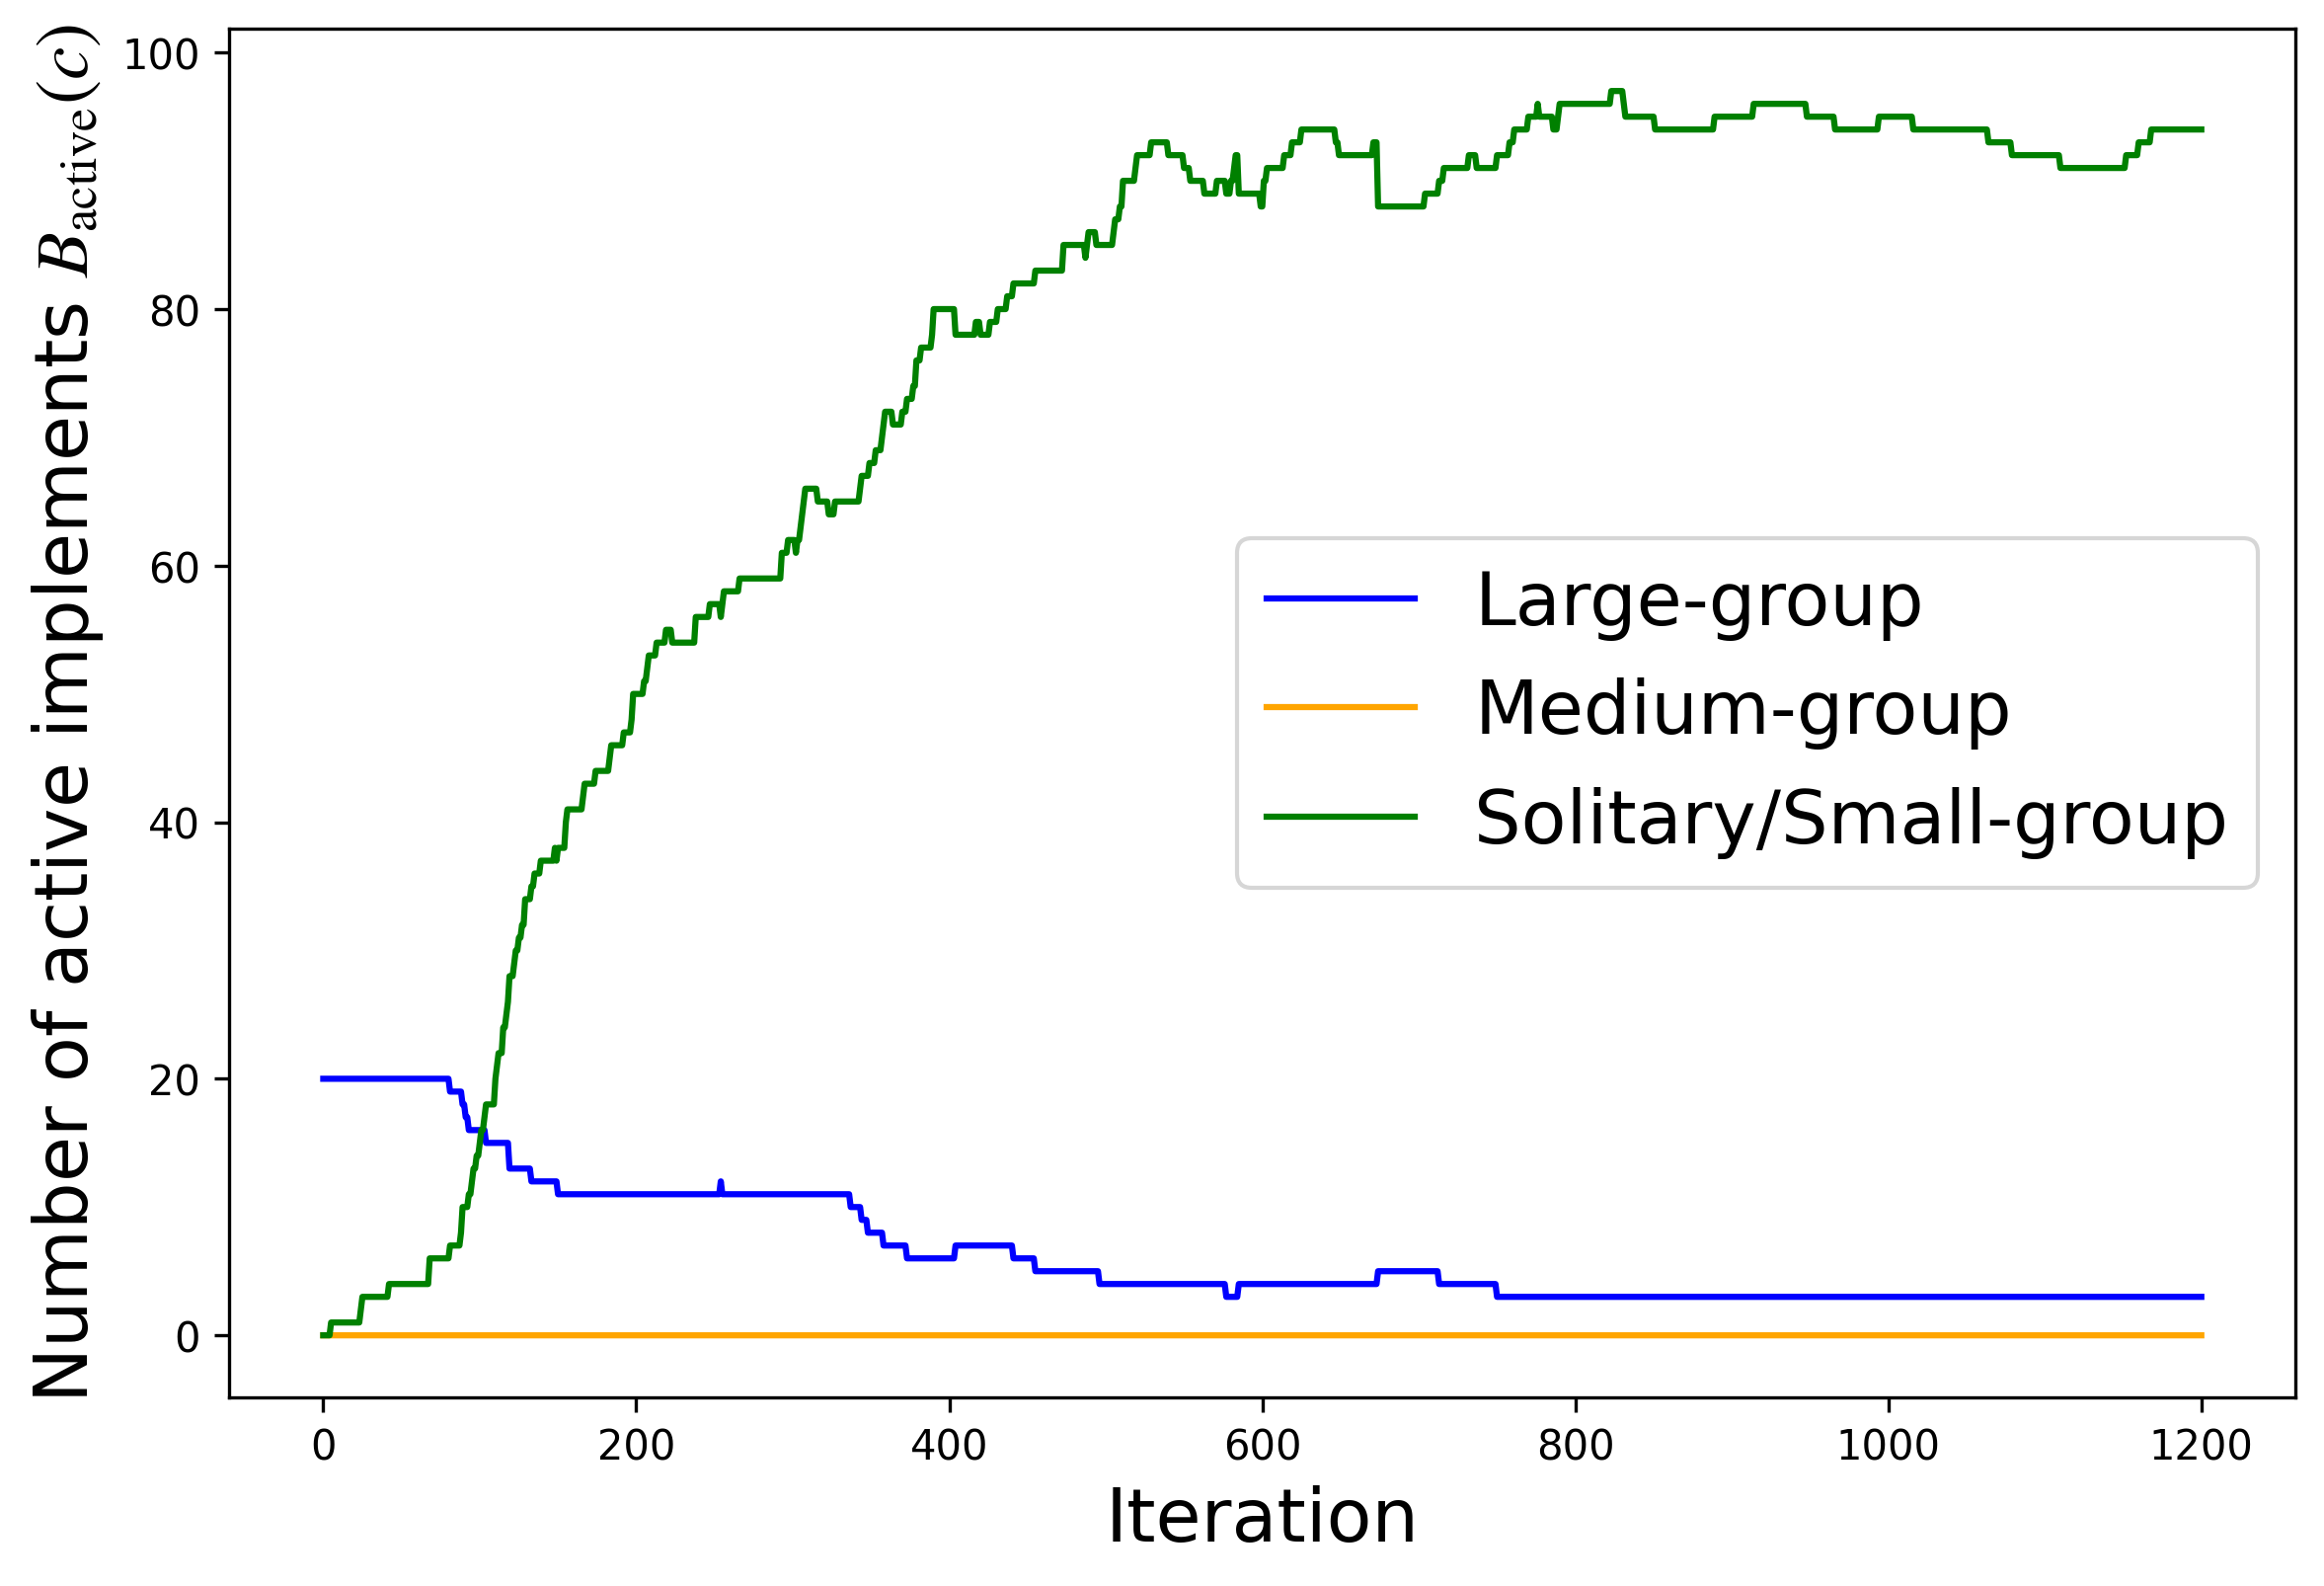 Number of active implements B_active(c)
100
80
60
40
20
0
Large-group
Medium-group
Solitary/Small-group
0 200 400 600 800 1000 1200
Iteration